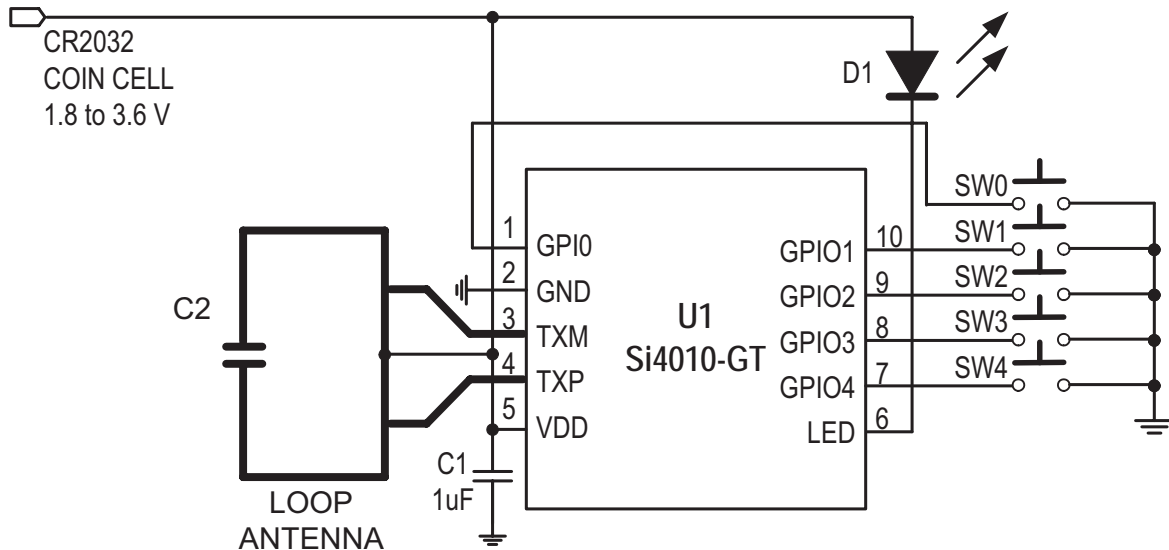 CR2032
COIN CELL
1.8 to 3.6 V
D1
SW0
1
GPI0
2
GND
3
TXM
4
TXP
5
VDD
C2
U1
Si4010-GT
GPIO1
10
SW1
GPIO2
9
SW2
GPIO3
8
SW3
GPIO4
7
SW4
LED
6
C1
1uF
LOOP
ANTENNA